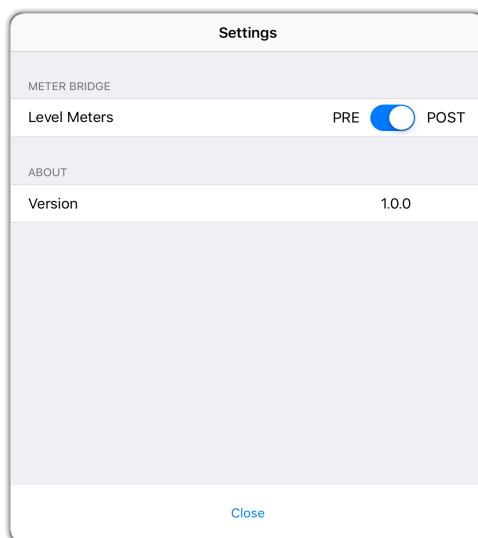 Settings
METER BRIDGE
Level Meters PRE POST
ABOUT
Version 1.0.0
Close